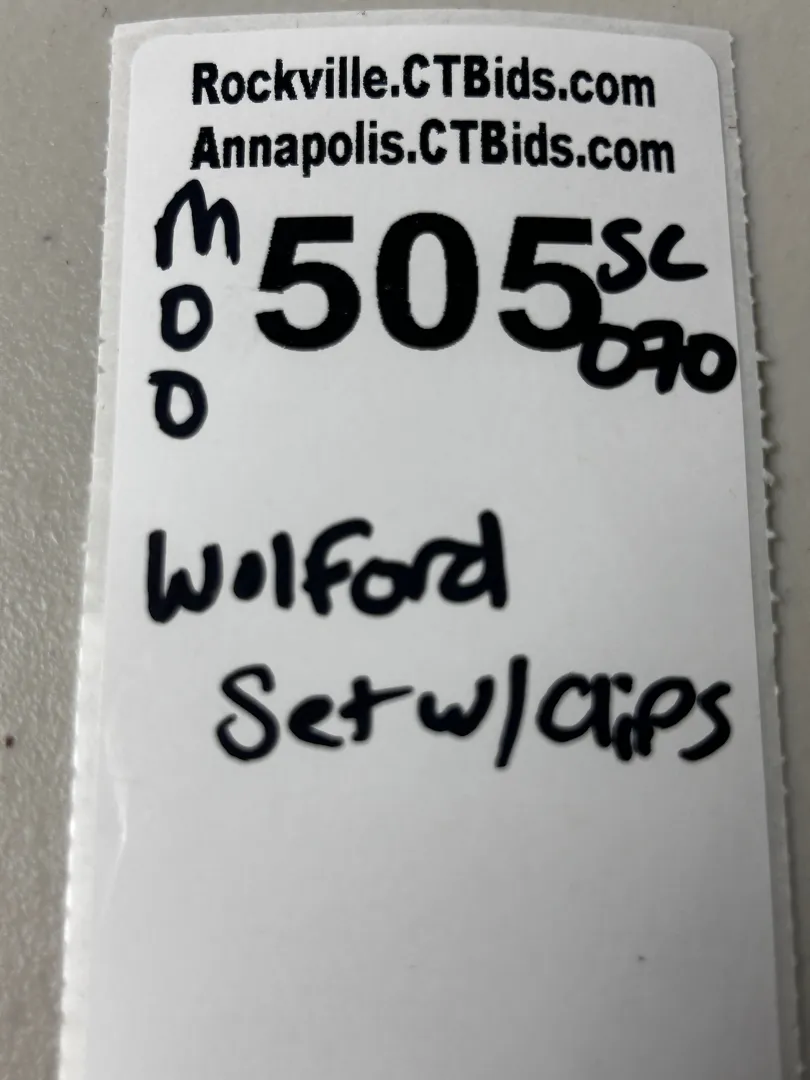 Rockville.CTBids.com
Annapolis.CTBids.com
M
O
O
505
SC
070
Wolford
Set w/ Clips